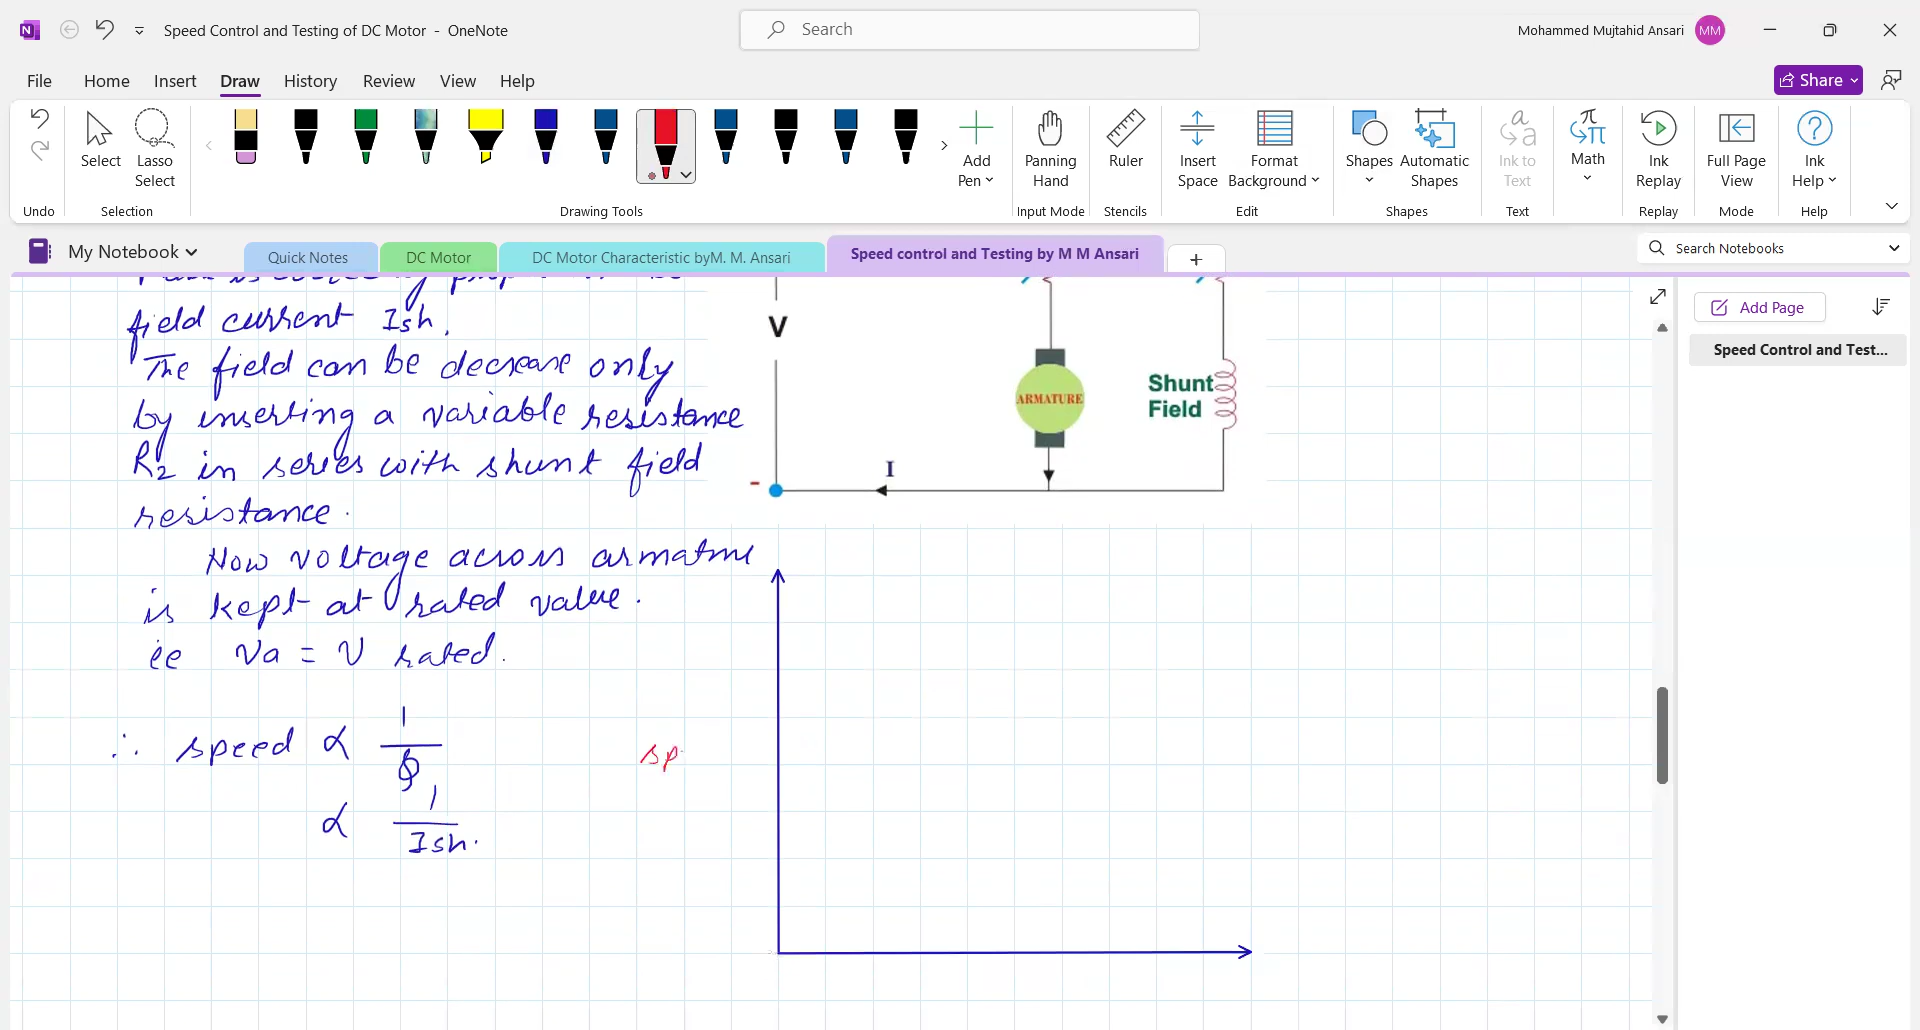 Speed Control and Testing of DC Motor - OneNote
Search
Mohammed Mujtahid Ansari
MM
File Home Insert Draw History Review View Help
Share
Select
Lasso Select
Add Pen
Panning Hand
Ruler
Insert Space
Format Background
Shapes
Automatic Shapes
Ink to Text
Math
Ink Replay
Full Page View
Ink Help
Undo Selection Drawing Tools Input Mode Stencils Edit Shapes Text Replay Mode Help
My Notebook
Quick Notes
DC Motor
DC Motor Characteristic byM. M. Ansari
Speed control and Testing by M M Ansari
Search Notebooks
Add Page
Speed Control and Test...
field current Ish.
The field can be decrease only
by inserting a variable resistance
R2 in series with shunt field
resistance.
Now voltage across armature
is kept at rated value.
ie Va = V rated.
∴ speed ∝ 1/Φ
∝ 1/Ish.
V
ARMATURE
Shunt Field
I
-
sp